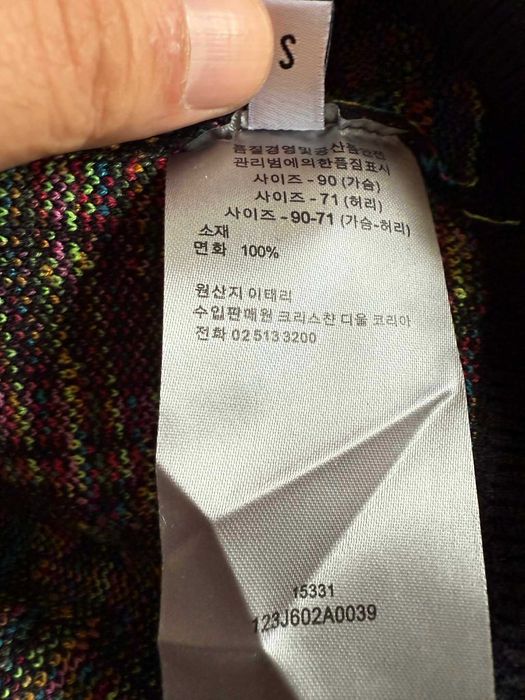 S
품질경영및공산품안전
관리법에의한품짐표시
사이즈 - 90 (가슴)
사이즈 - 71 (허리)
사이즈 - 90-71 (가슴-허리)
소재
면화 100%
원산지 이태리
수입판매원 크리스챤 디올 코리아
전화 02 513 3200
15331
123J602A0039